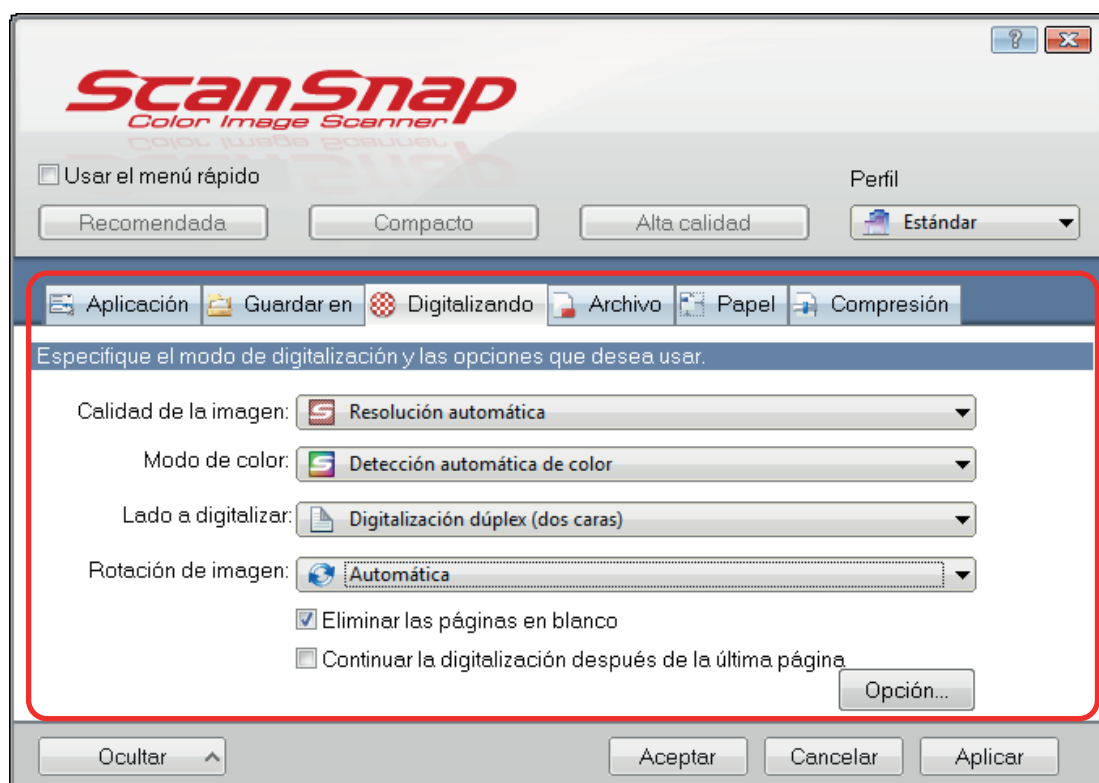 ?
ScanSnap
Color Image Scanner
Usar el menú rápido
Perfil
Recomendada Compacto Alta calidad Estándar
Aplicación Guardar en Digitalizando Archivo Papel Compresión
Especifique el modo de digitalización y las opciones que desea usar.
Calidad de la imagen: Resolución automática
Modo de color: Detección automática de color
Lado a digitalizar: Digitalización dúplex (dos caras)
Rotación de imagen: Automática
Eliminar las páginas en blanco
Continuar la digitalización después de la última página
Opción...
Ocultar Aceptar Cancelar Aplicar